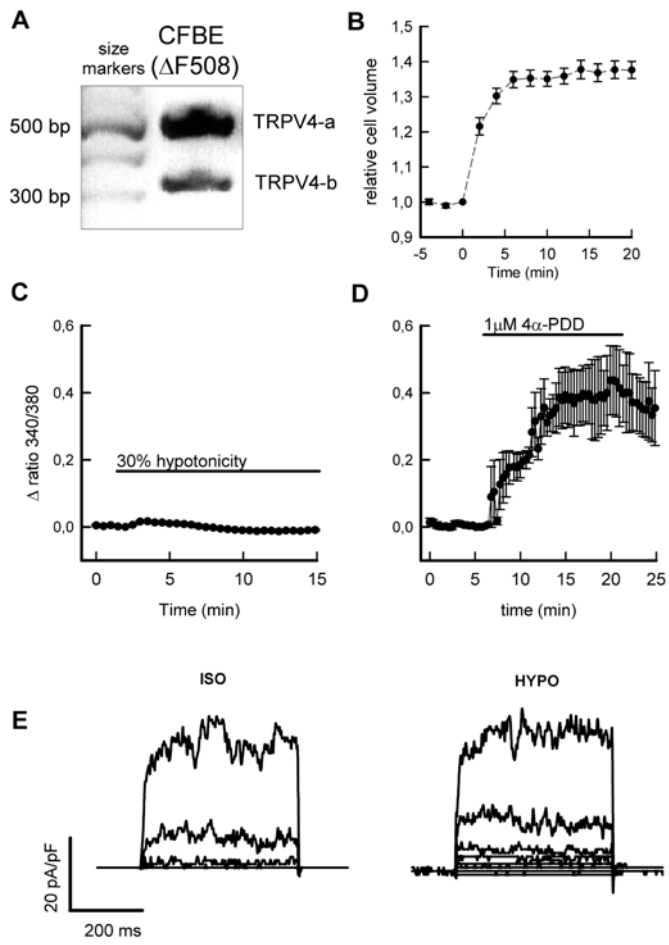 A
CFBE
(ΔF508)
size
markers
500 bp
TRPV4-a
300 bp
TRPV4-b
B
relative cell volume
1,4
1,3
1,2
1,1
1,0
0,9
-5 0 5 10 15 20
Time (min)
C
Δ ratio 340/380
0,6
0,4
0,2
0,0
30% hypotonicity
0 5 10 15
Time (min)
D
0,6
0,4
0,2
0,0
1μM 4α-PDD
0 5 10 15 20 25
time (min)
E
ISO
HYPO
20 pA/pF
200 ms